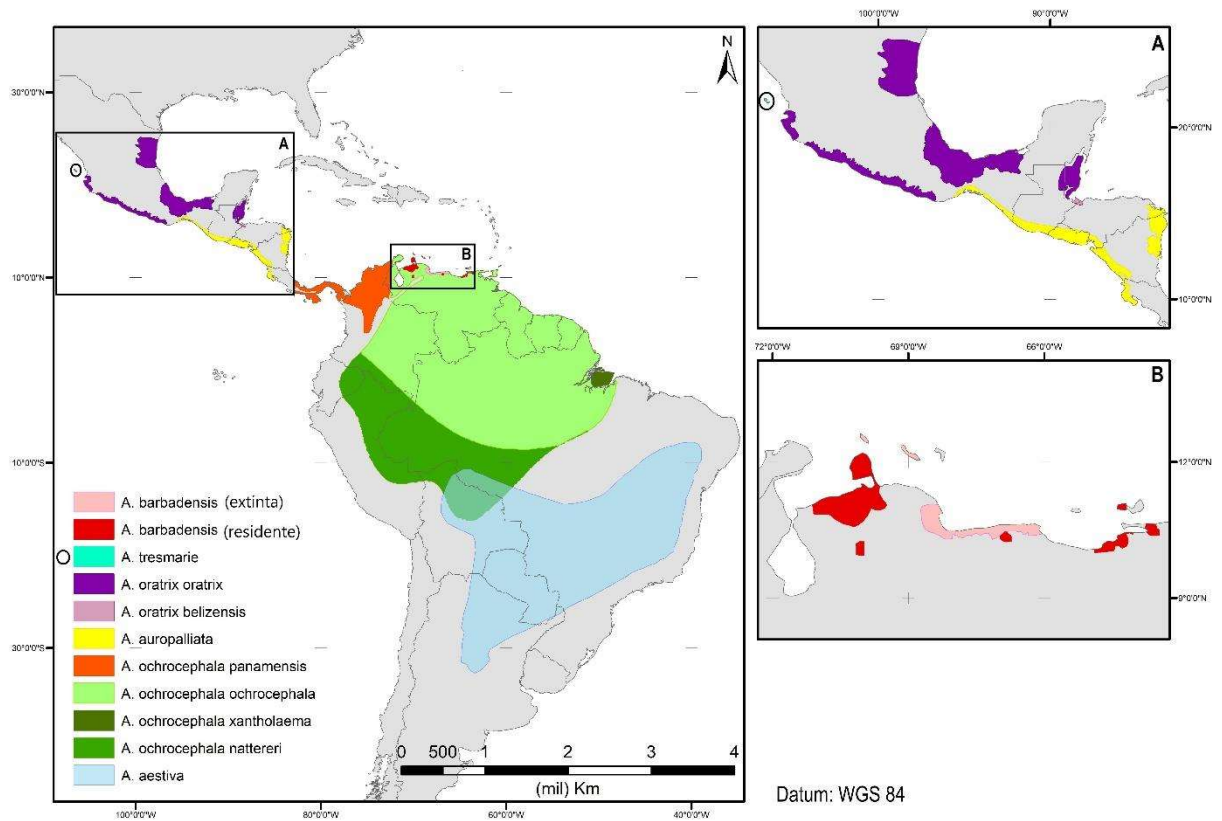 N
30°0'0"N
10°0'0"N
10°0'0"S
30°0'0"S
A
B
A. barbadensis (extinta)
A. barbadensis (residente)
A. tresmarie
A. oratrix oratrix
A. oratrix belizensis
A. auropalliata
A. ochrocephala panamensis
A. ochrocephala ochrocephala
A. ochrocephala xantholaema
A. ochrocephala nattereri
A. aestiva
0 500 1 2 3 4
(mil) Km
100°0'0"W 80°0'0"W 60°0'0"W 40°0'0"W
100°0'0"W 90°0'0"W
A
20°0'0"N
10°0'0"N
72°0'0"W 69°0'0"W 66°0'0"W
B
12°0'0"N
9°0'0"N
Datum: WGS 84